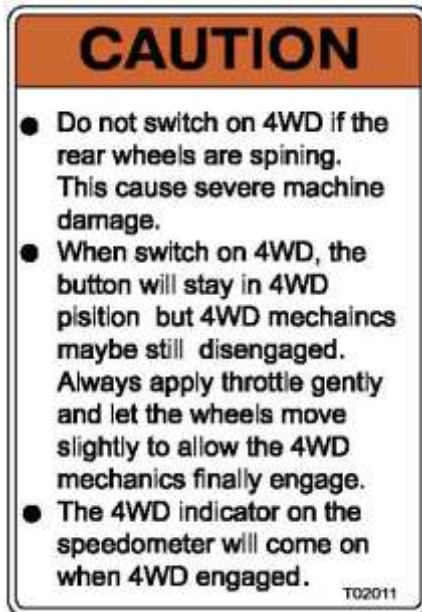 CAUTION
● Do not switch on 4WD if the
rear wheels are spining.
This cause severe machine
damage.
● When switch on 4WD, the
button will stay in 4WD
pisition but 4WD mechaincs
maybe still disengaged.
Always apply throttle gently
and let the wheels move
slightly to allow the 4WD
mechanics finally engage.
● The 4WD indicator on the
speedometer will come on
when 4WD engaged.
T02011